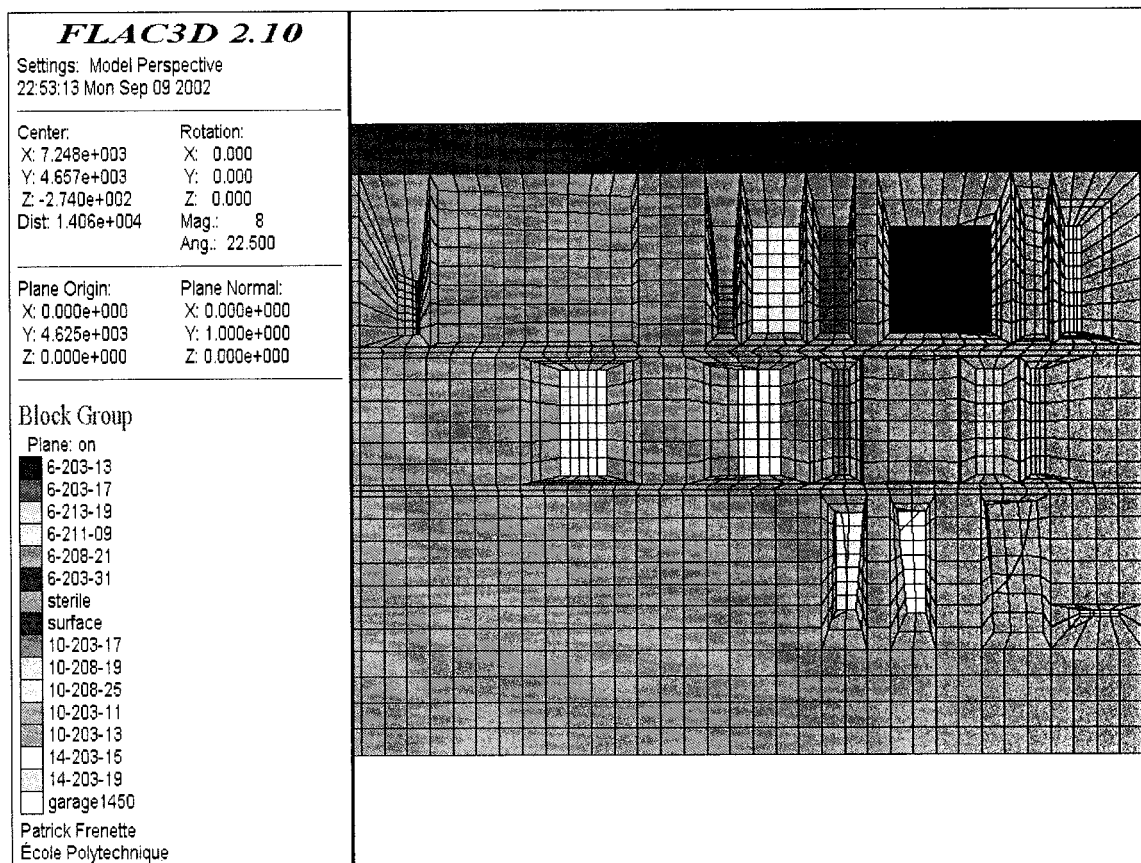 FLAC3D 2.10
Settings: Model Perspective
22:53:13 Mon Sep 09 2002
Center: Rotation:
X: 7.248e+003 X: 0.000
Y: 4.657e+003 Y: 0.000
Z: -2.740e+002 Z: 0.000
Dist: 1.406e+004 Mag.: 8
Ang.: 22.500
Plane Origin: Plane Normal:
X: 0.000e+000 X: 0.000e+000
Y: 4.625e+003 Y: 1.000e+000
Z: 0.000e+000 Z: 0.000e+000
Block Group
Plane: on
6-203-13
6-203-17
6-213-19
6-211-09
6-208-21
6-203-31
sterile
surface
10-203-17
10-208-19
10-208-25
10-203-11
10-203-13
14-203-15
14-203-19
garage1450
Patrick Frenette
École Polytechnique